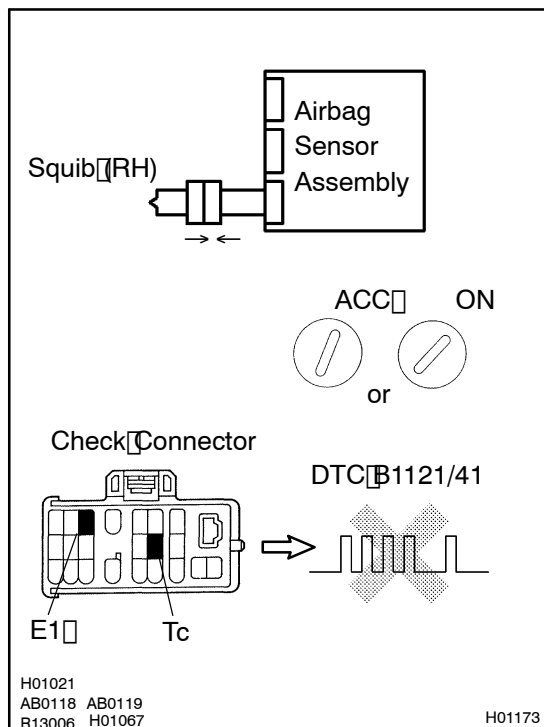 Airbag
Sensor
Assembly
Squib (RH)
ACC ON
or
Check Connector
DTC B1121/41
E1
Tc
H01021
AB0118 AB0119
R13006 H01067
H01173